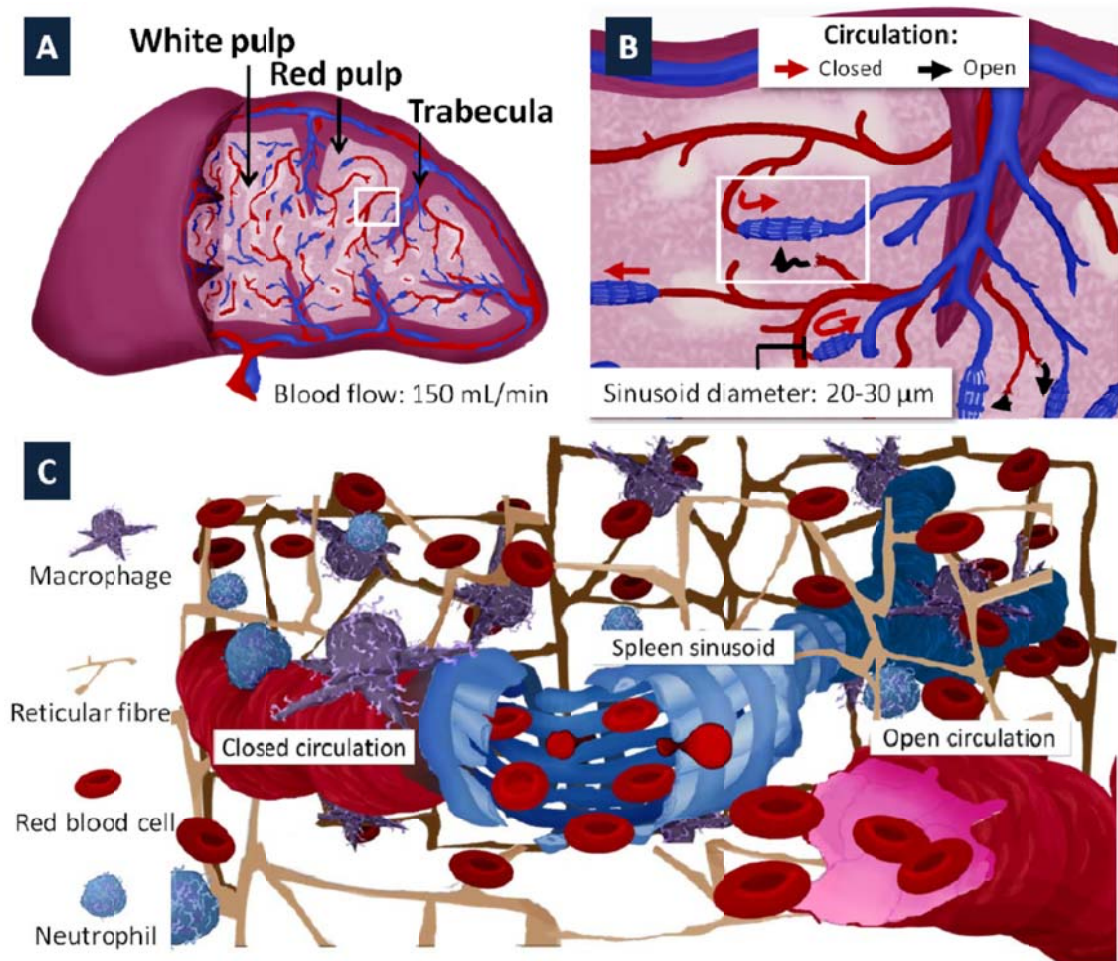 A
White pulp
Red pulp
Trabecula
Blood flow: 150 mL/min
B
Circulation:
Closed
Open
Sinusoid diameter: 20-30 µm
C
Macrophage
Reticular fibre
Red blood cell
Neutrophil
Spleen sinusoid
Closed circulation
Open circulation